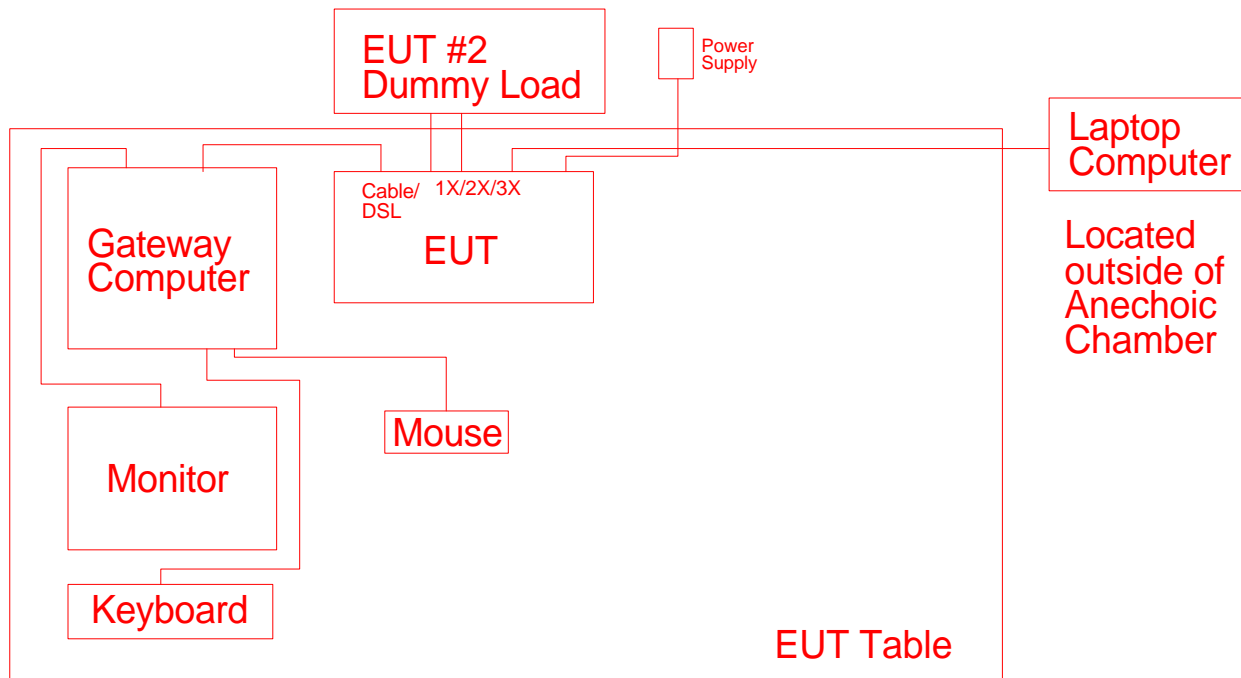 EUT #2
Dummy Load
Power
Supply
Laptop
Computer
Cable/
DSL
1X/2X/3X
EUT
Gateway
Computer
Located
outside of
Anechoic
Chamber
Mouse
Monitor
Keyboard
EUT Table